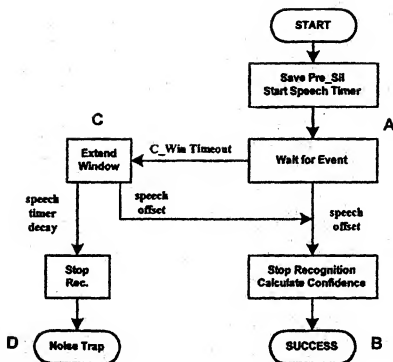 START
Save Pre_Sil
Start Speech Timer
A
C
C_Win Timeout
Extend
Window
Wait for Event
speech
timer
decay
speech
offset
speech
offset
Stop
Rec.
Stop Recognition
Calculate Confidence
D
Noise Trap
SUCCESS
B